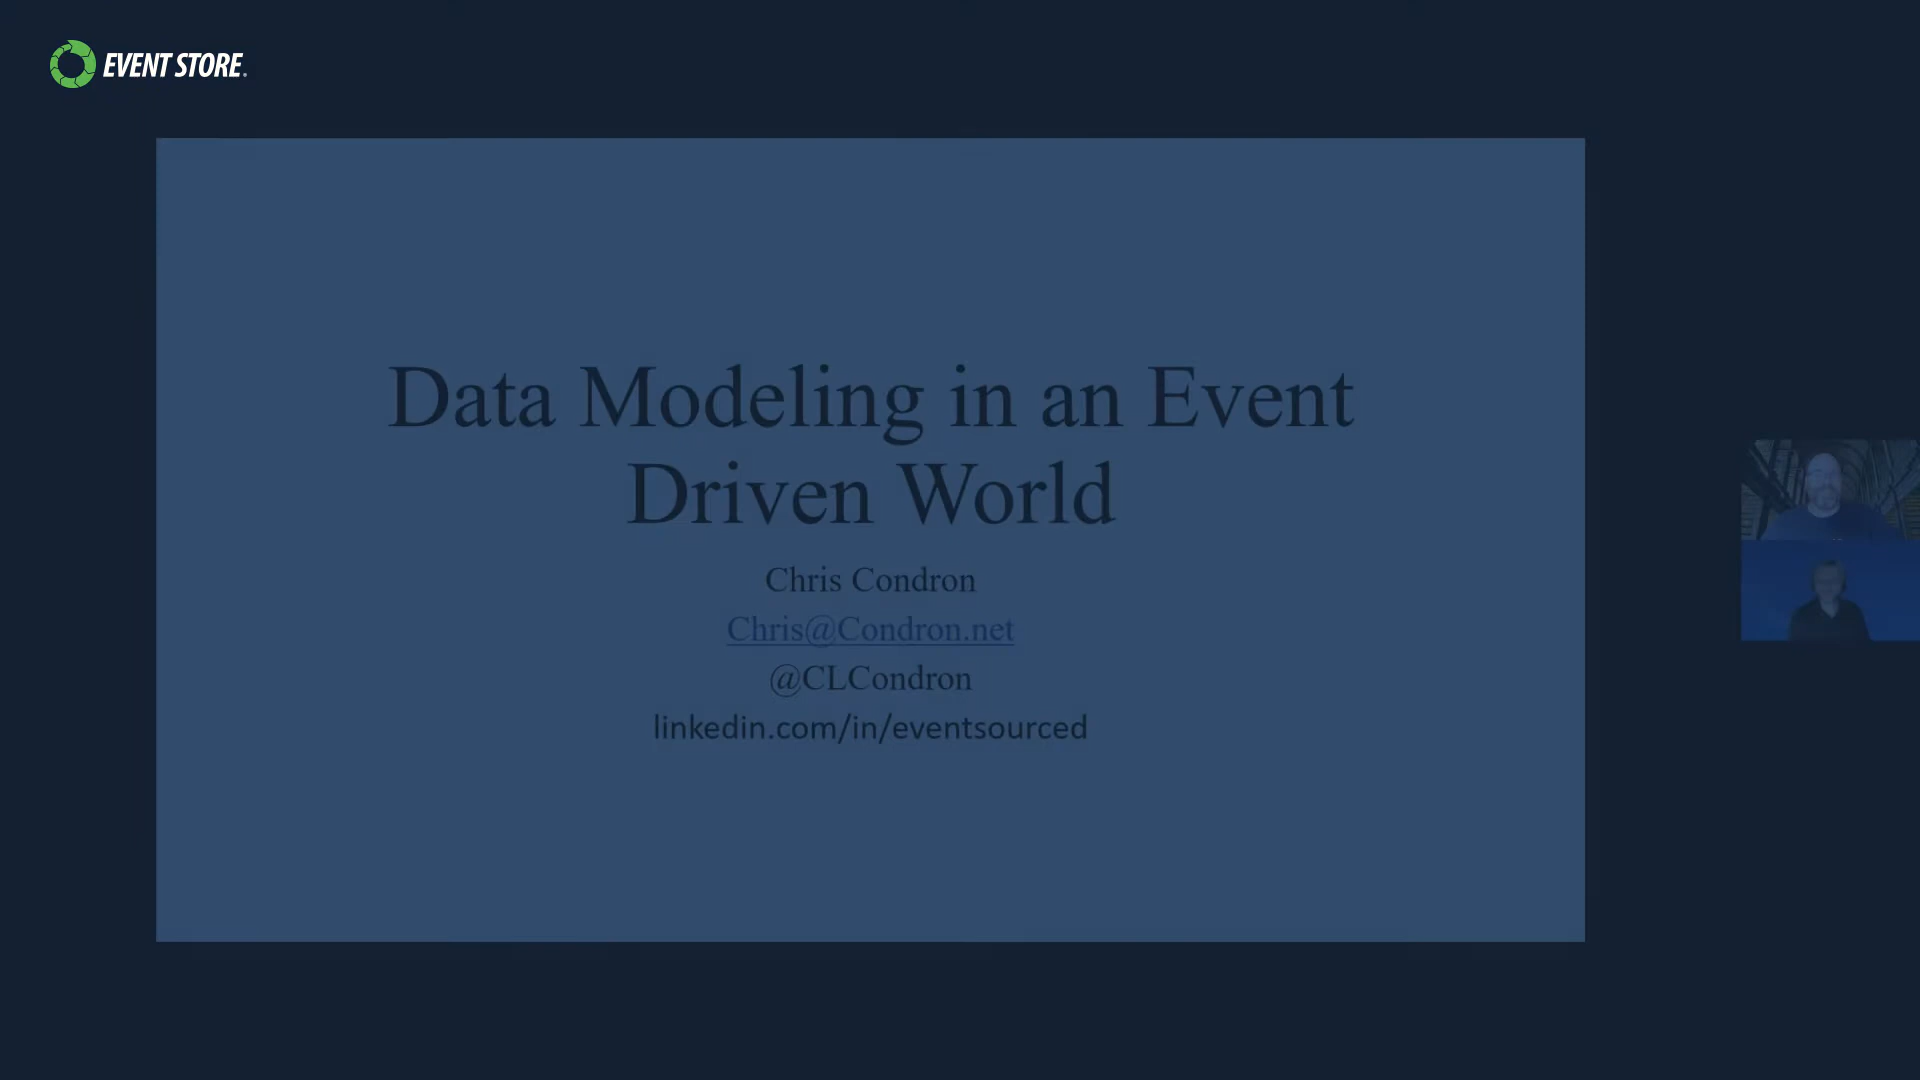 EVENT STORE
Data Modeling in an Event
Driven World
Chris Condron
Chris@Condron.net
@CLCondron
linkedin.com/in/eventsourced